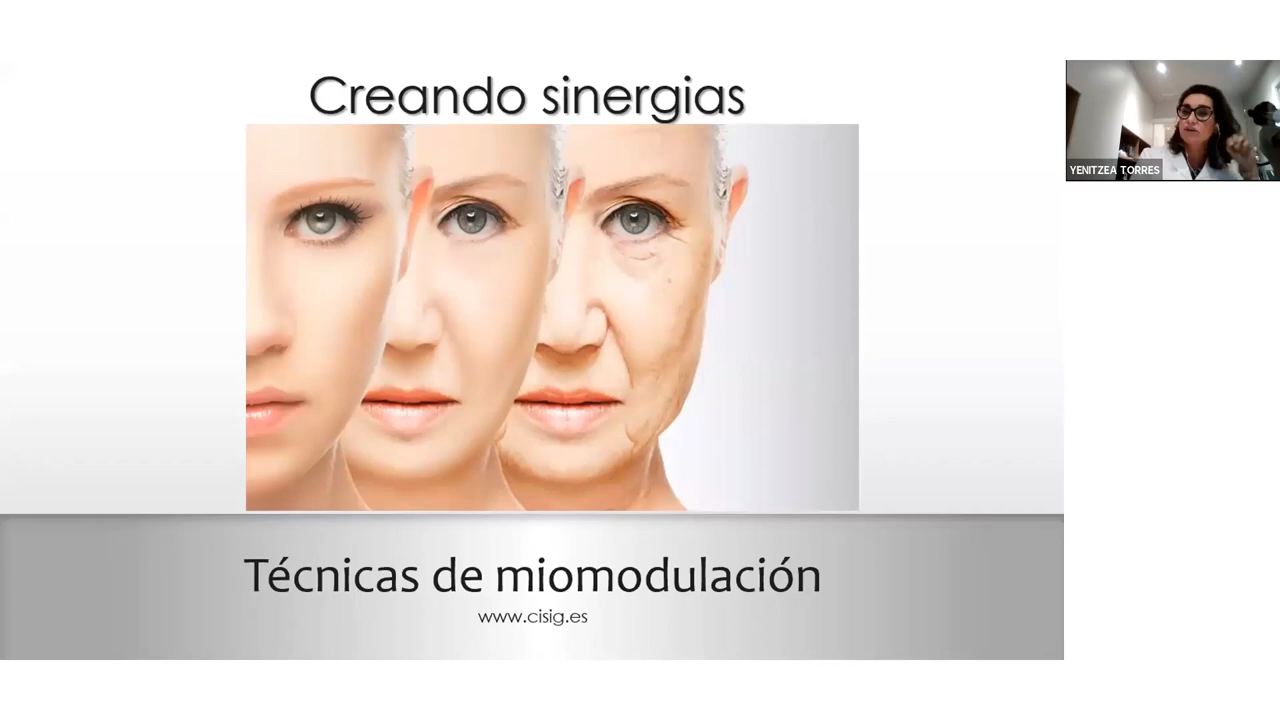 Creando sinergias
YENITZEA TORRES
Técnicas de miomodulación
www.cisig.es